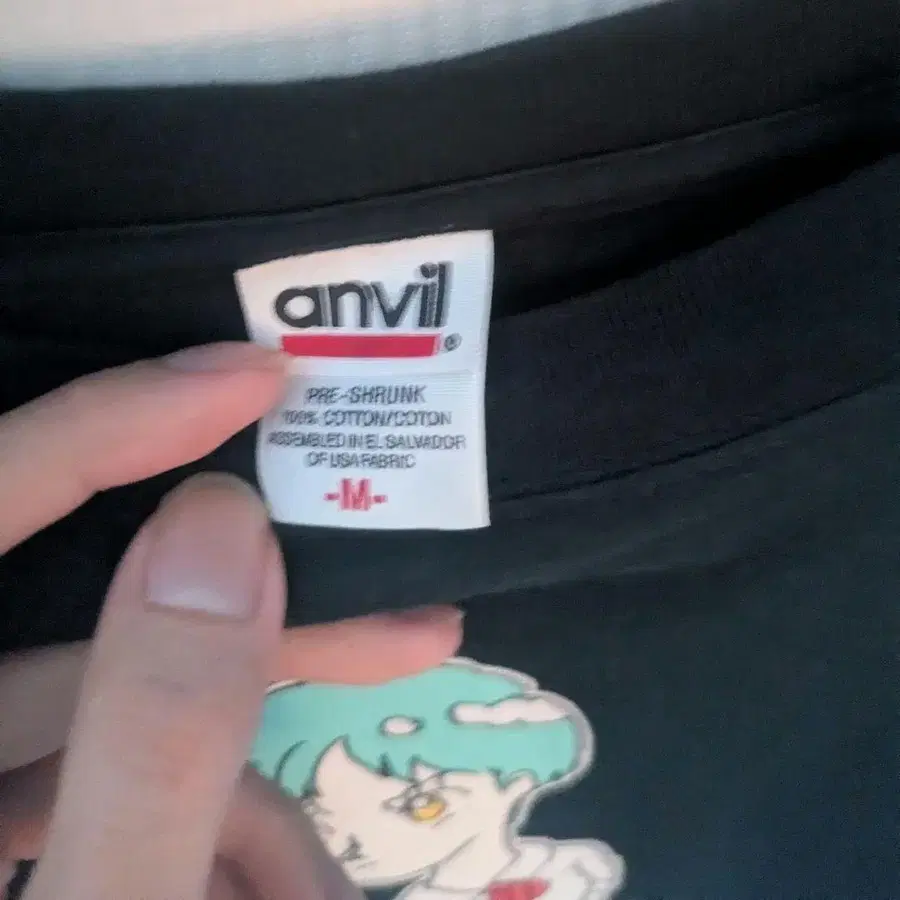 anvil®
PRE-SHRUNK
100% COTTON/COTON
ASSEMBLED IN EL SALVADOR
OF USA FABRIC
-M-